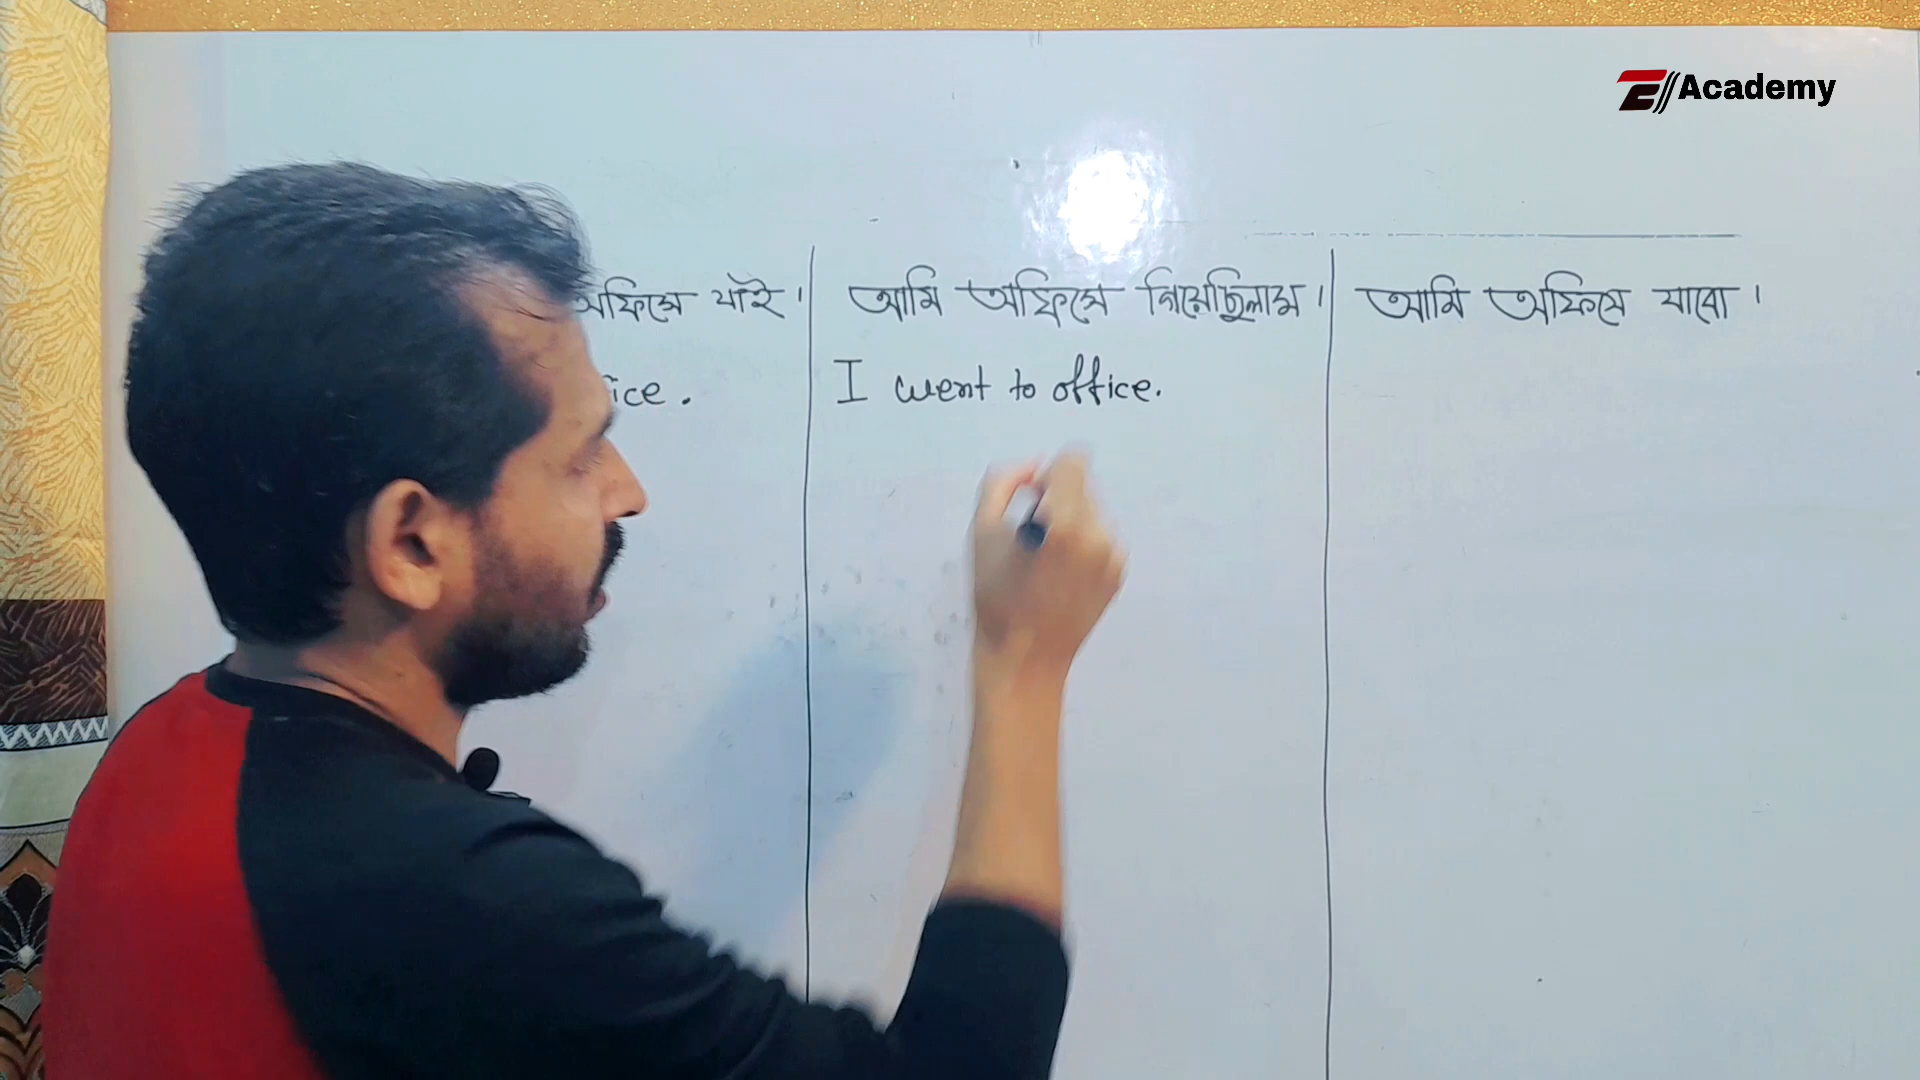 Academy
অফিসে যাই। আমি অফিসে গিয়েছিলাম। আমি অফিসে যাবো।
ice. I went to office.